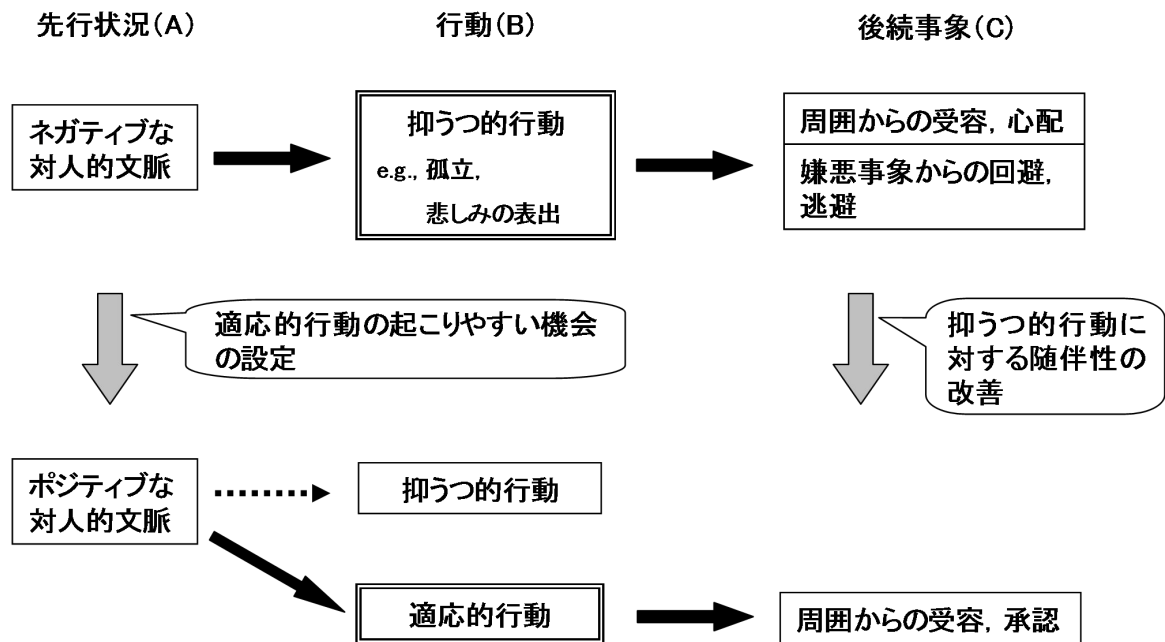 先行状況(A)
行動(B)
後続事象(C)
ネガティブな
対人的文脈
抑うつ的行動
e.g., 孤立,
悲しみの表出
周囲からの受容, 心配
嫌悪事象からの回避,
逃避
適応的行動の起こりやすい機会
の設定
抑うつ的行動に
対する随伴性の
改善
ポジティブな
対人的文脈
抑うつ的行動
適応的行動
周囲からの受容, 承認